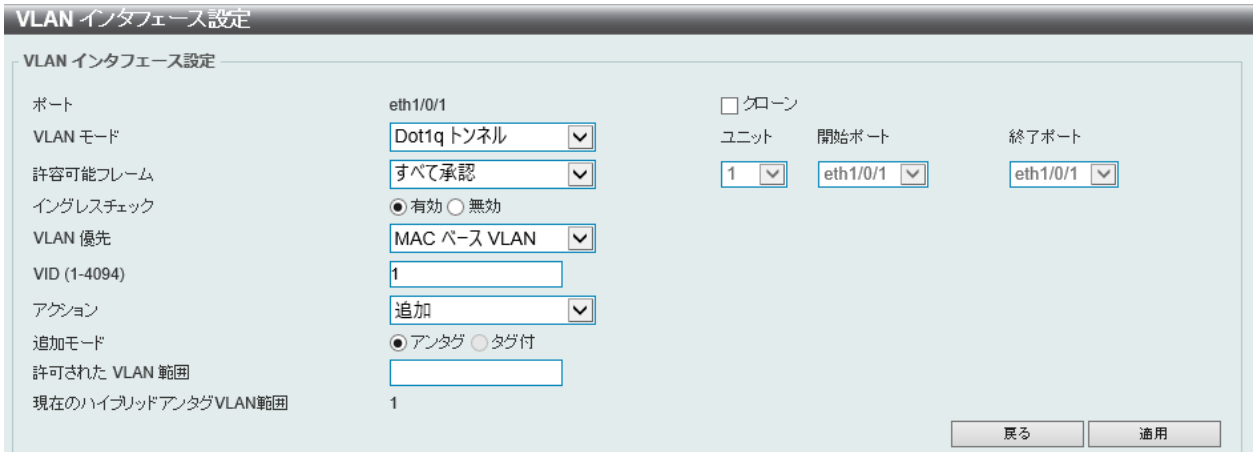 VLAN インタフェース設定
VLAN インタフェース設定
ポート eth1/0/1 クローン
VLAN モード Dot1q トンネル ユニット 開始ポート 終了ポート
許容可能フレーム すべて承認 1 eth1/0/1 eth1/0/1
イングレスチェック 有効 無効
VLAN 優先 MAC ベース VLAN
VID (1-4094) 1
アクション 追加
追加モード アンタグ タグ付
許可された VLAN 範囲
現在のハイブリッドアンタグVLAN範囲 1
戻る 適用